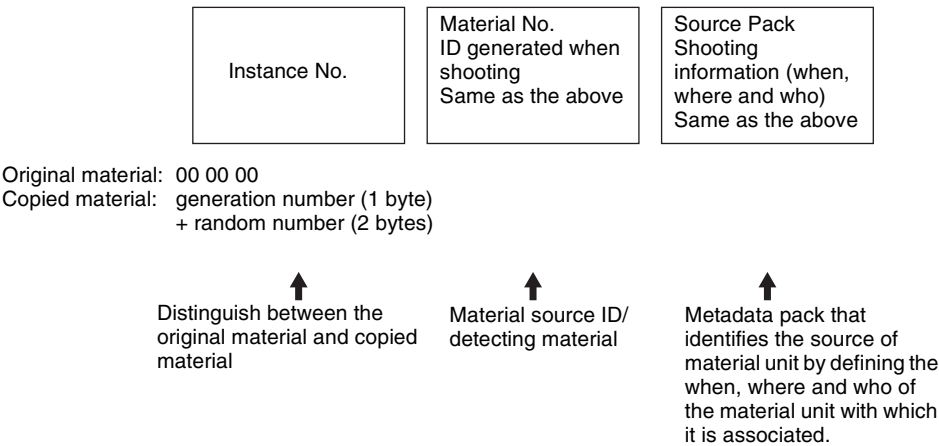 Instance No.
Material No.
ID generated when
shooting
Same as the above
Source Pack
Shooting
information (when,
where and who)
Same as the above
Original material: 00 00 00
Copied material: generation number (1 byte)
+ random number (2 bytes)
Distinguish between the
original material and copied
material
Material source ID/
detecting material
Metadata pack that
identifies the source of
material unit by defining the
when, where and who of
the material unit with which
it is associated.